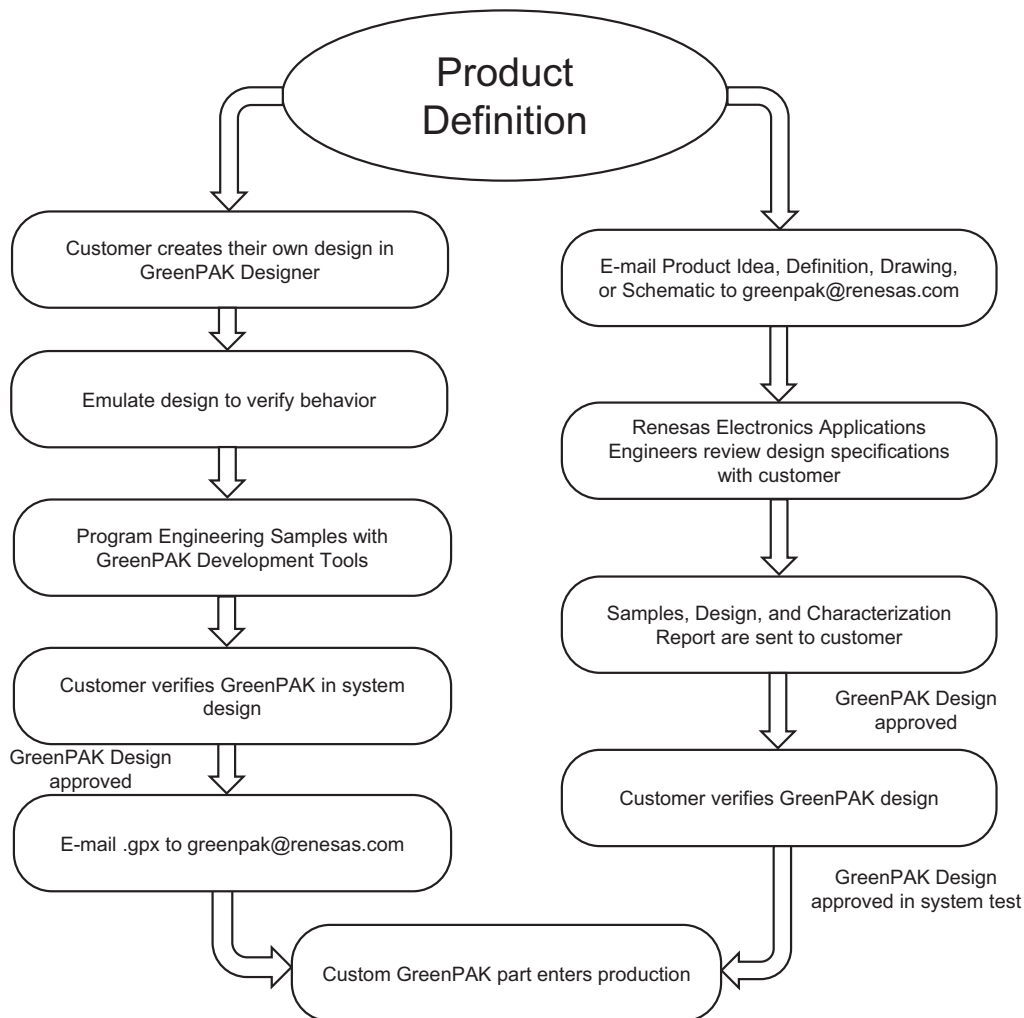 Product
Definition
Customer creates their own design in
GreenPAK Designer
Emulate design to verify behavior
Program Engineering Samples with
GreenPAK Development Tools
Customer verifies GreenPAK in system
design
GreenPAK Design
approved
E-mail .gpx to greenpak@renesas.com
E-mail Product Idea, Definition, Drawing,
or Schematic to greenpak@renesas.com
Renesas Electronics Applications
Engineers review design specifications
with customer
Samples, Design, and Characterization
Report are sent to customer
GreenPAK Design
approved
Customer verifies GreenPAK design
GreenPAK Design
approved in system test
Custom GreenPAK part enters production